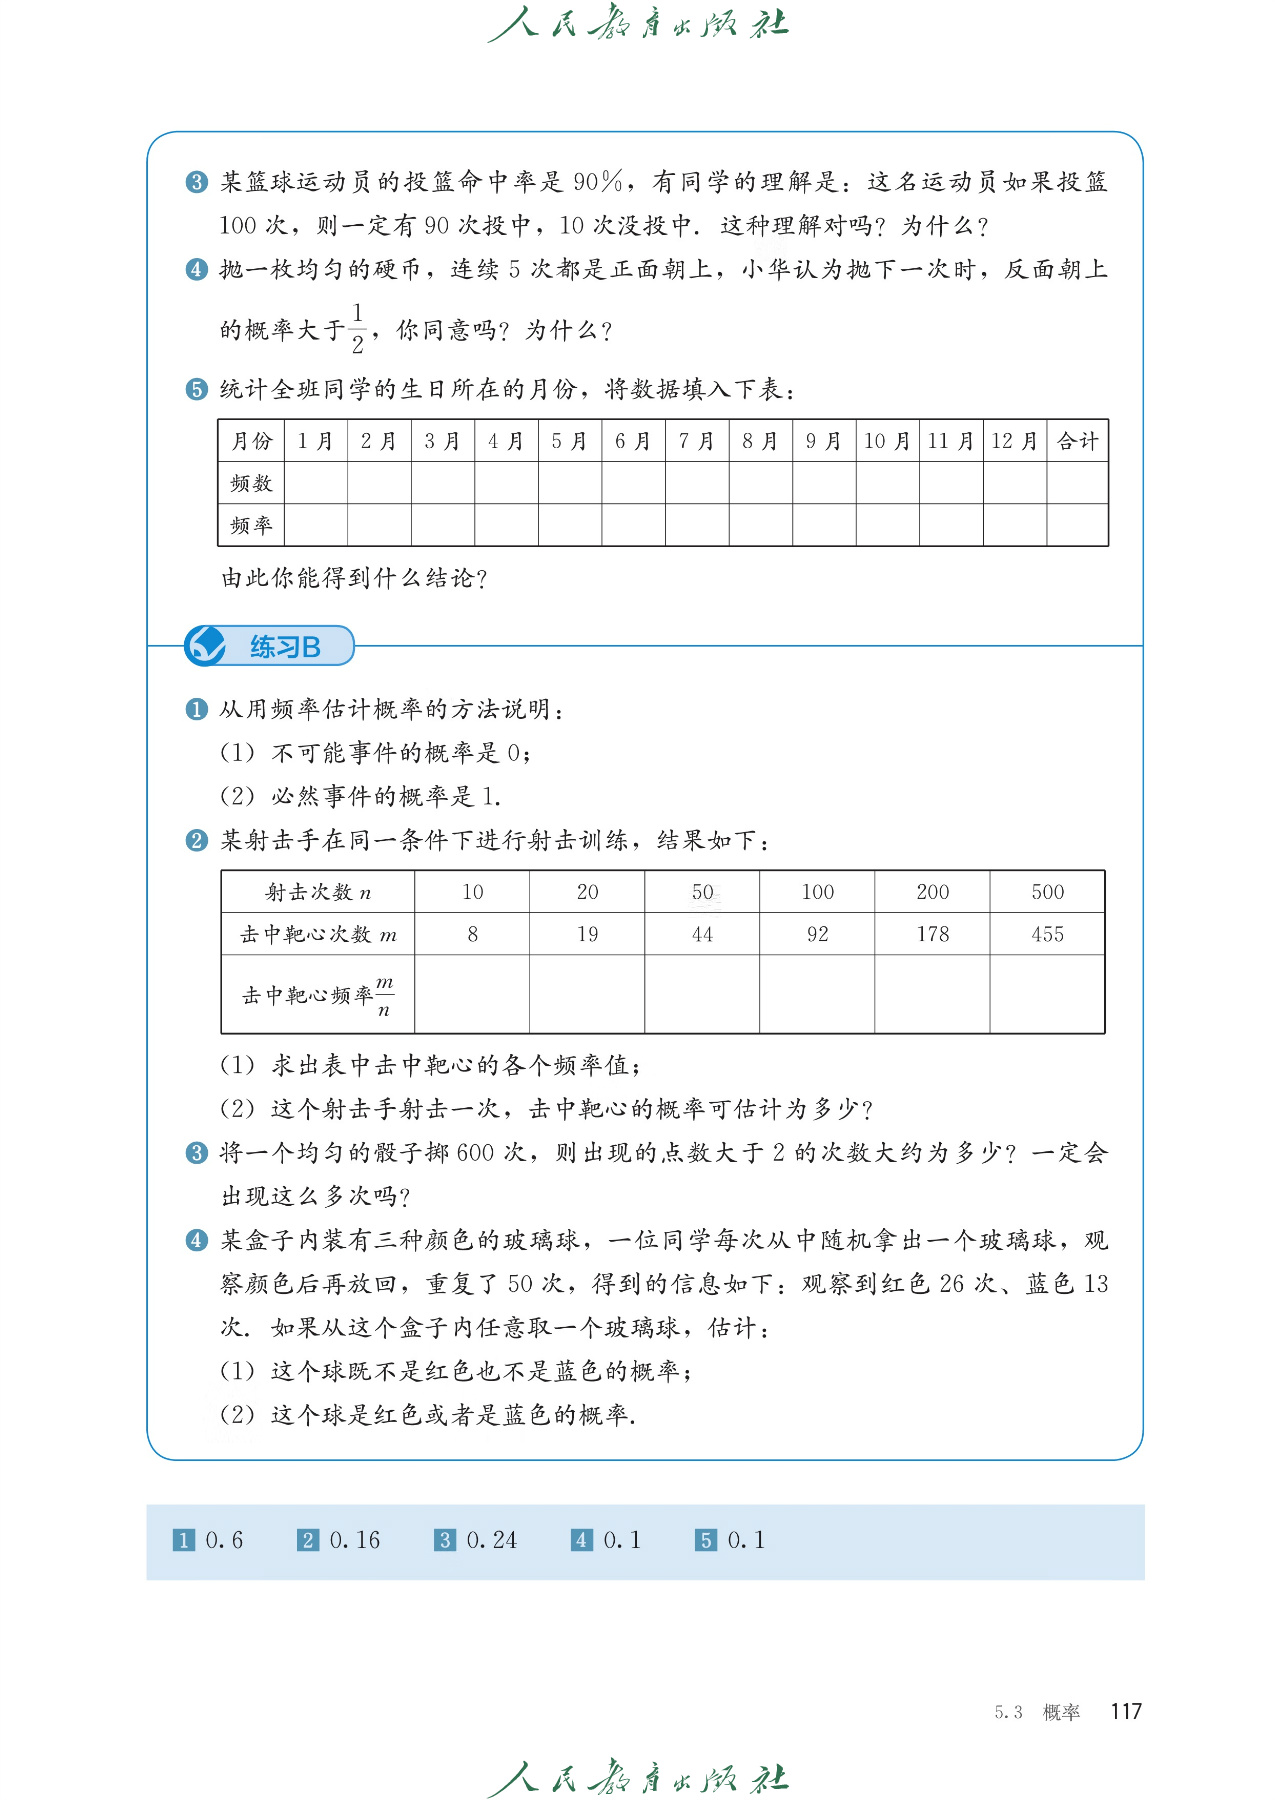 人民教育出版社
3 某篮球运动员的投篮命中率是 90%，有同学的理解是：这名运动员如果投篮
100 次，则一定有 90 次投中，10 次没投中．这种理解对吗？为什么？
4 抛一枚均匀的硬币，连续 5 次都是正面朝上，小华认为抛下一次时，反面朝上
的概率大于1/2，你同意吗？为什么？
5 统计全班同学的生日所在的月份，将数据填入下表：
月份 1 月 2 月 3 月 4 月 5 月 6 月 7 月 8 月 9 月 10 月 11 月 12 月 合计
频数
频率
由此你能得到什么结论？
练习B
1 从用频率估计概率的方法说明：
（1）不可能事件的概率是 0；
（2）必然事件的概率是 1．
2 某射击手在同一条件下进行射击训练，结果如下：
射击次数 n 10 20 50 100 200 500
击中靶心次数 m 8 19 44 92 178 455
击中靶心频率m/n
（1）求出表中击中靶心的各个频率值；
（2）这个射击手射击一次，击中靶心的概率可估计为多少？
3 将一个均匀的骰子掷 600 次，则出现的点数大于 2 的次数大约为多少？一定会
出现这么多次吗？
4 某盒子内装有三种颜色的玻璃球，一位同学每次从中随机拿出一个玻璃球，观
察颜色后再放回，重复了 50 次，得到的信息如下：观察到红色 26 次、蓝色 13
次．如果从这个盒子内任意取一个玻璃球，估计：
（1）这个球既不是红色也不是蓝色的概率；
（2）这个球是红色或者是蓝色的概率．
1 0.6 2 0.16 3 0.24 4 0.1 5 0.1
5.3 概率 117
人民教育出版社